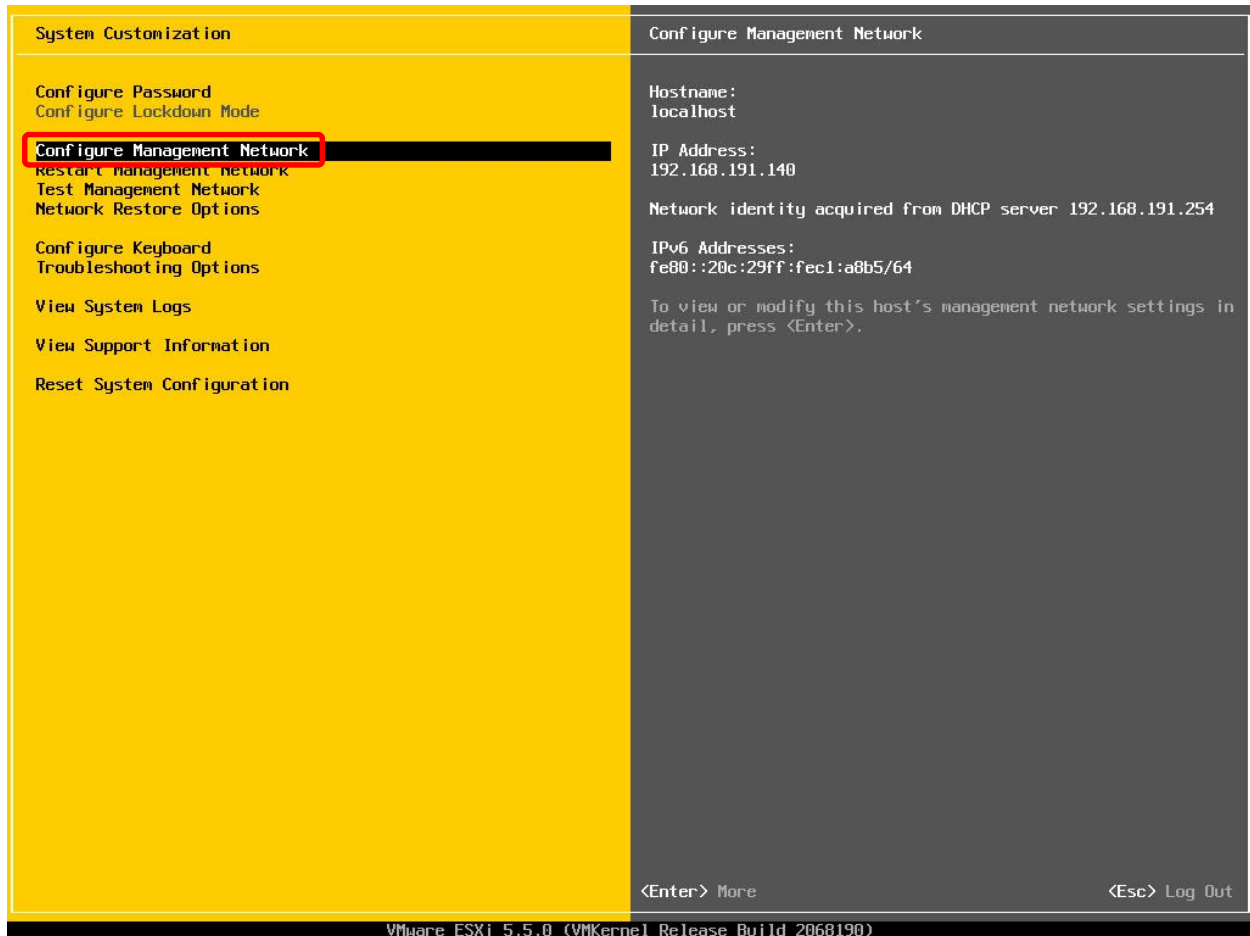 System Customization
Configure Password
Configure Lockdown Mode
Configure Management Network
Restart Management Network
Test Management Network
Network Restore Options
Configure Keyboard
Troubleshooting Options
View System Logs
View Support Information
Reset System Configuration
Configure Management Network
Hostname:
localhost
IP Address:
192.168.191.140
Network identity acquired from DHCP server 192.168.191.254
IPv6 Addresses:
fe80::20c:29ff:fec1:a8b5/64
To view or modify this host's management network settings in
detail, press <Enter>.
<Enter> More
<Esc> Log Out
VMware ESXi 5.5.0 (VMKernel Release Build 2068190)